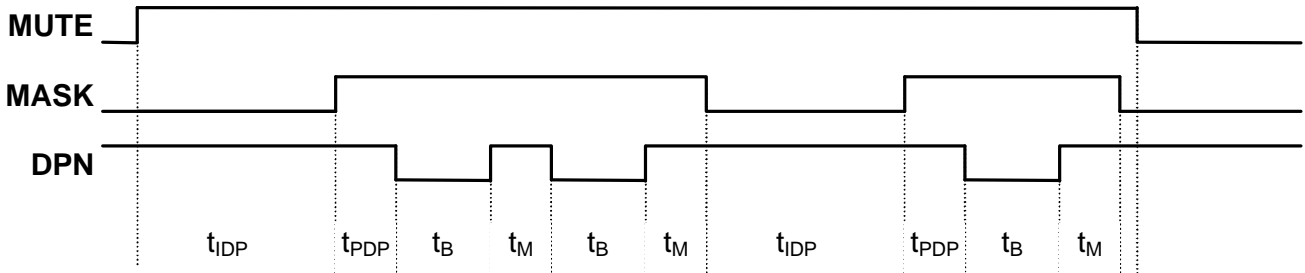 MUTE
MASK
DPN
tIDP tPDP tB tM tB tM tIDP tPDP tB tM